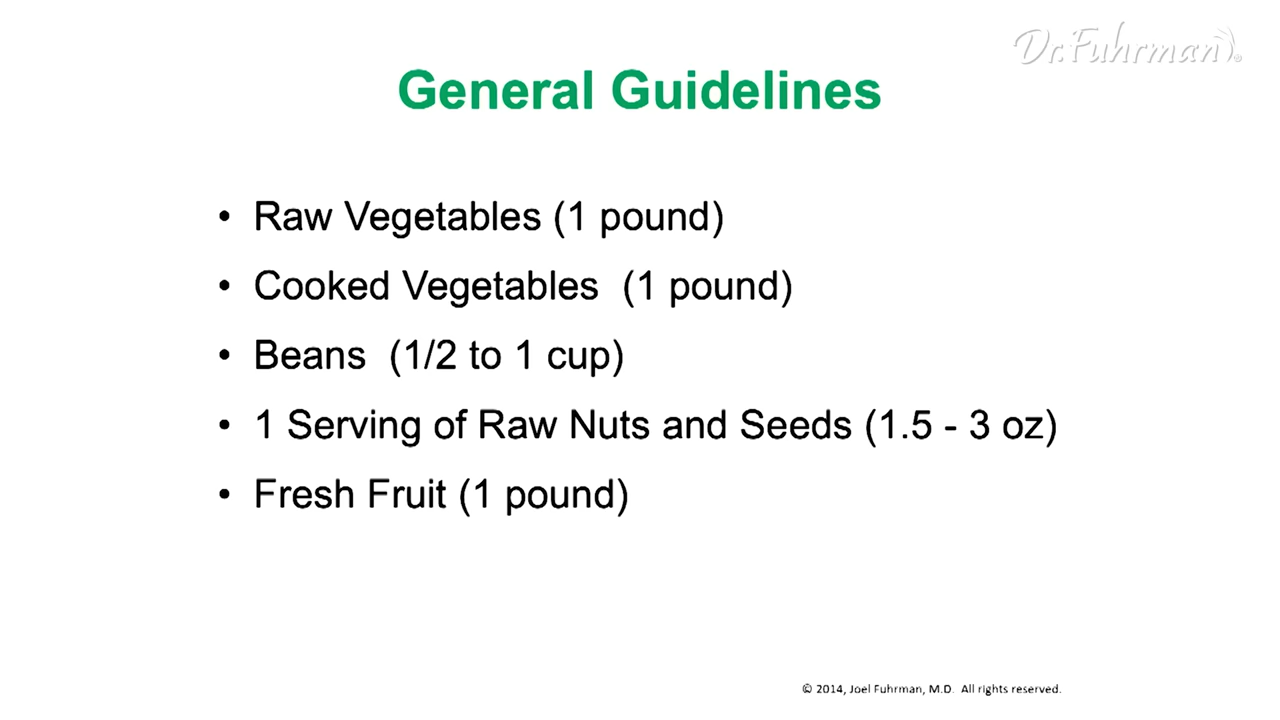 Dr. Fuhrman®
General Guidelines
• Raw Vegetables (1 pound)
• Cooked Vegetables (1 pound)
• Beans (1/2 to 1 cup)
• 1 Serving of Raw Nuts and Seeds (1.5 - 3 oz)
• Fresh Fruit (1 pound)
© 2014, Joel Fuhrman, M.D. All rights reserved.